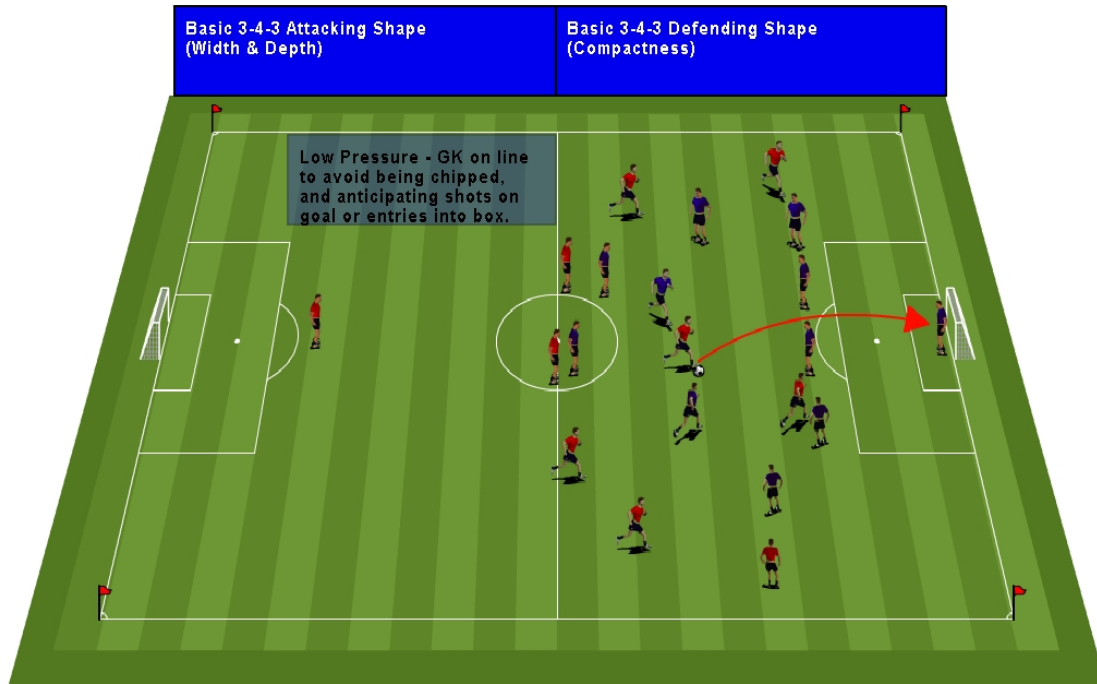 Basic 3-4-3 Attacking Shape
(Width & Depth)
Basic 3-4-3 Defending Shape
(Compactness)
Low Pressure - GK on line
to avoid being chipped,
and anticipating shots on
goal or entries into box.